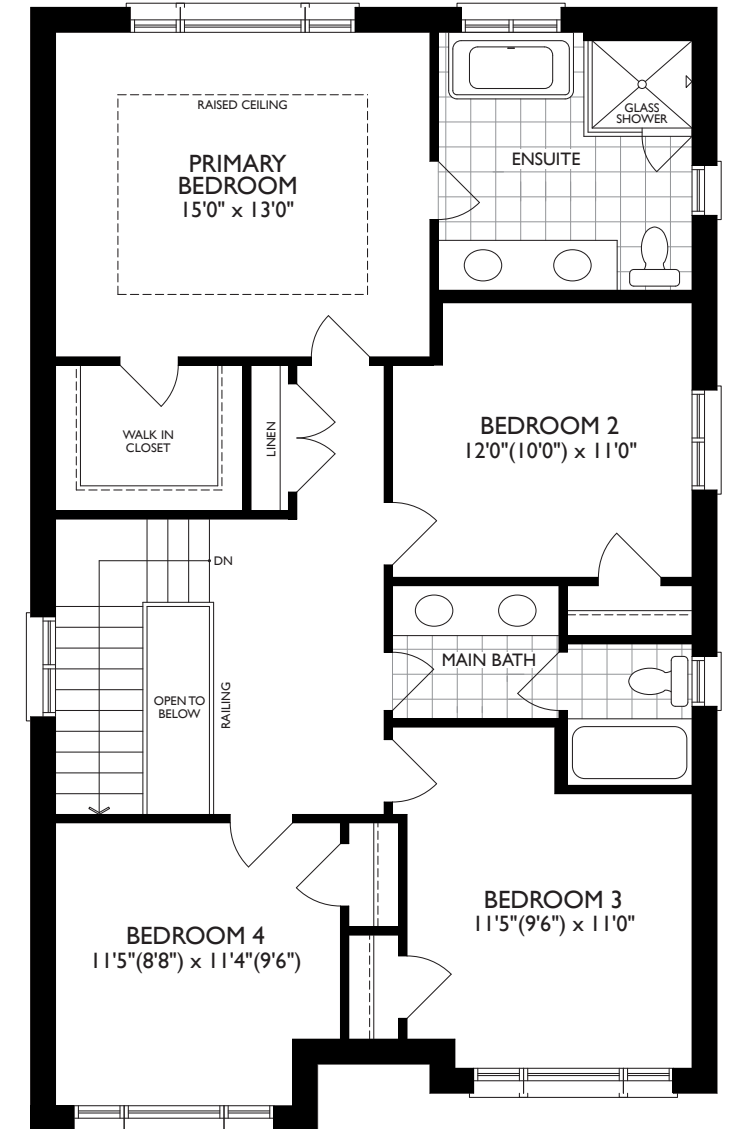 RAISED CEILING
PRIMARY
BEDROOM
15'0" x 13'0"
GLASS
SHOWER
ENSUITE
WALK IN
CLOSET
LINEN
BEDROOM 2
12'0"(10'0") x 11'0"
DN
OPEN TO
BELOW
RAILING
MAIN BATH
BEDROOM 3
11'5"(9'6") x 11'0"
BEDROOM 4
11'5"(8'8") x 11'4"(9'6")